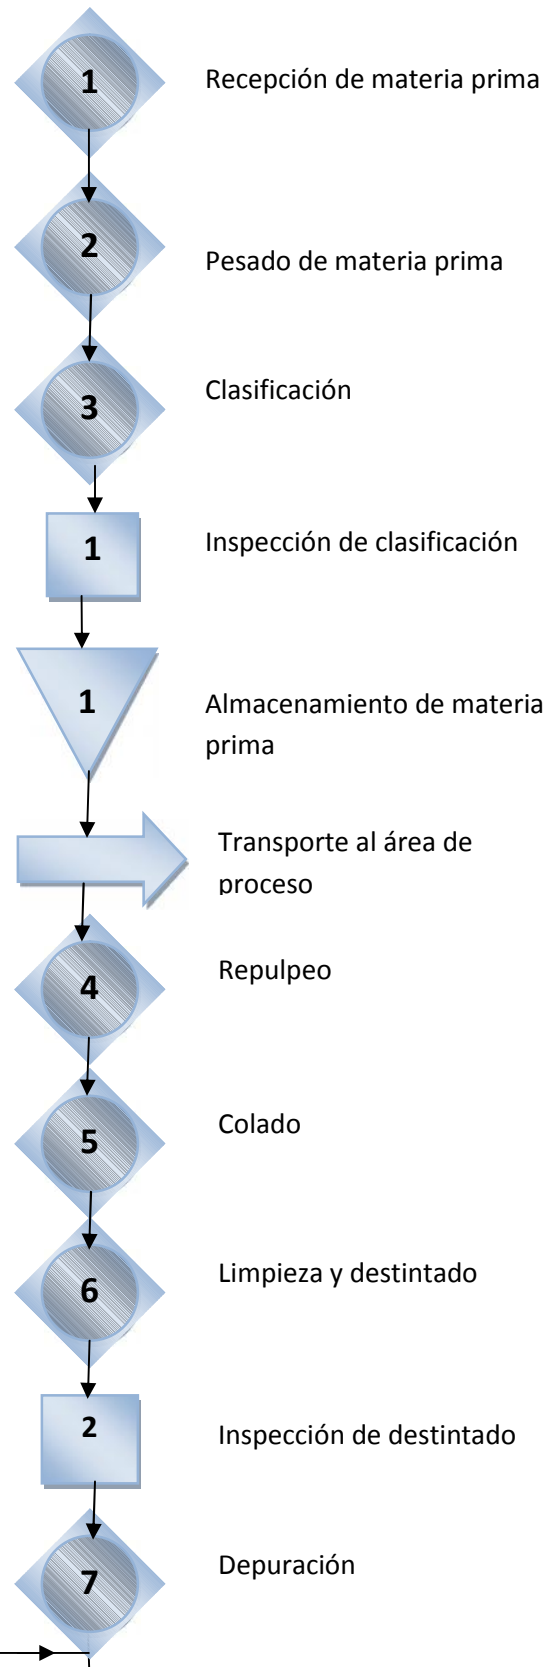 1 Recepción de materia prima
2 Pesado de materia prima
3 Clasificación
1 Inspección de clasificación
1 Almacenamiento de materia
prima
Transporte al área de
proceso
4 Repulpeo
5 Colado
6 Limpieza y destintado
2 Inspección de destintado
7 Depuración